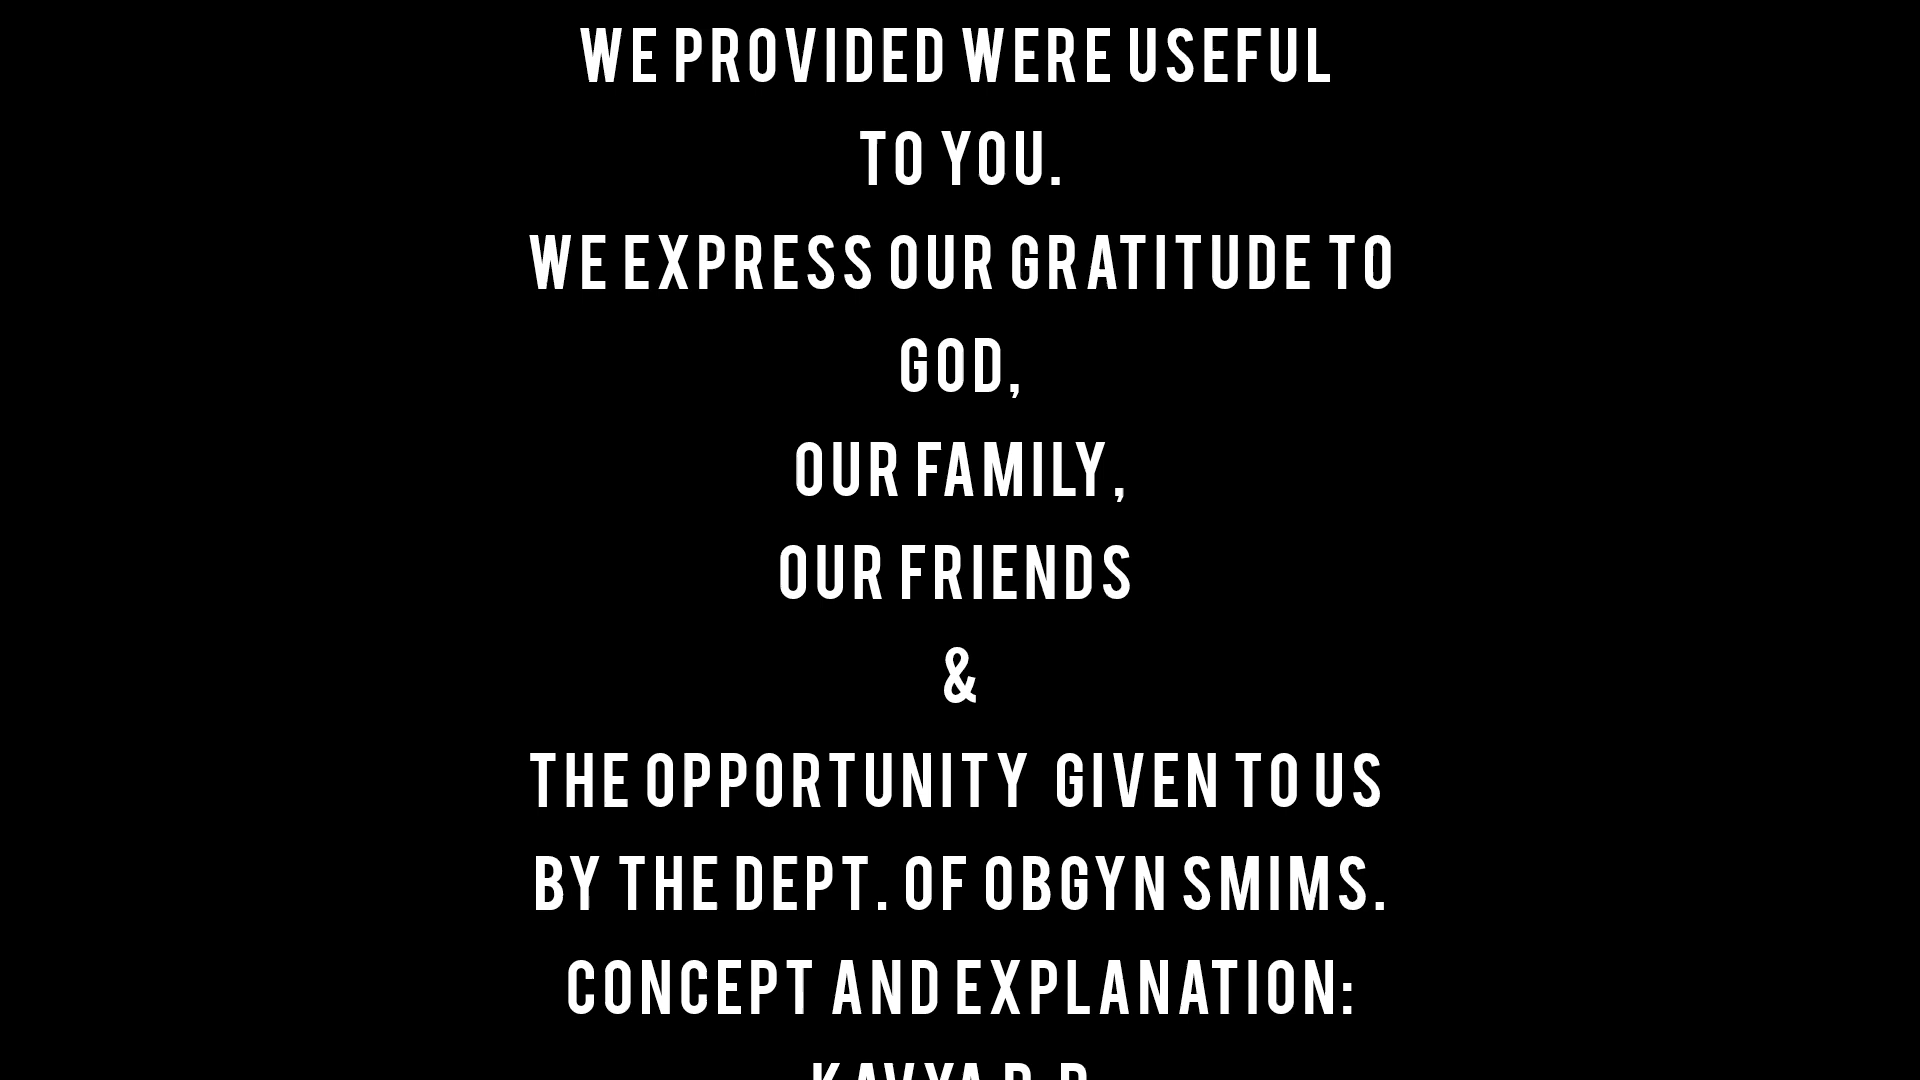 WE PROVIDED WERE USEFUL
TO YOU.
WE EXPRESS OUR GRATITUDE TO
GOD,
OUR FAMILY,
OUR FRIENDS
&
THE OPPORTUNITY GIVEN TO US
BY THE DEPT. OF OBGYN SMIMS.
CONCEPT AND EXPLANATION:
KAVYA